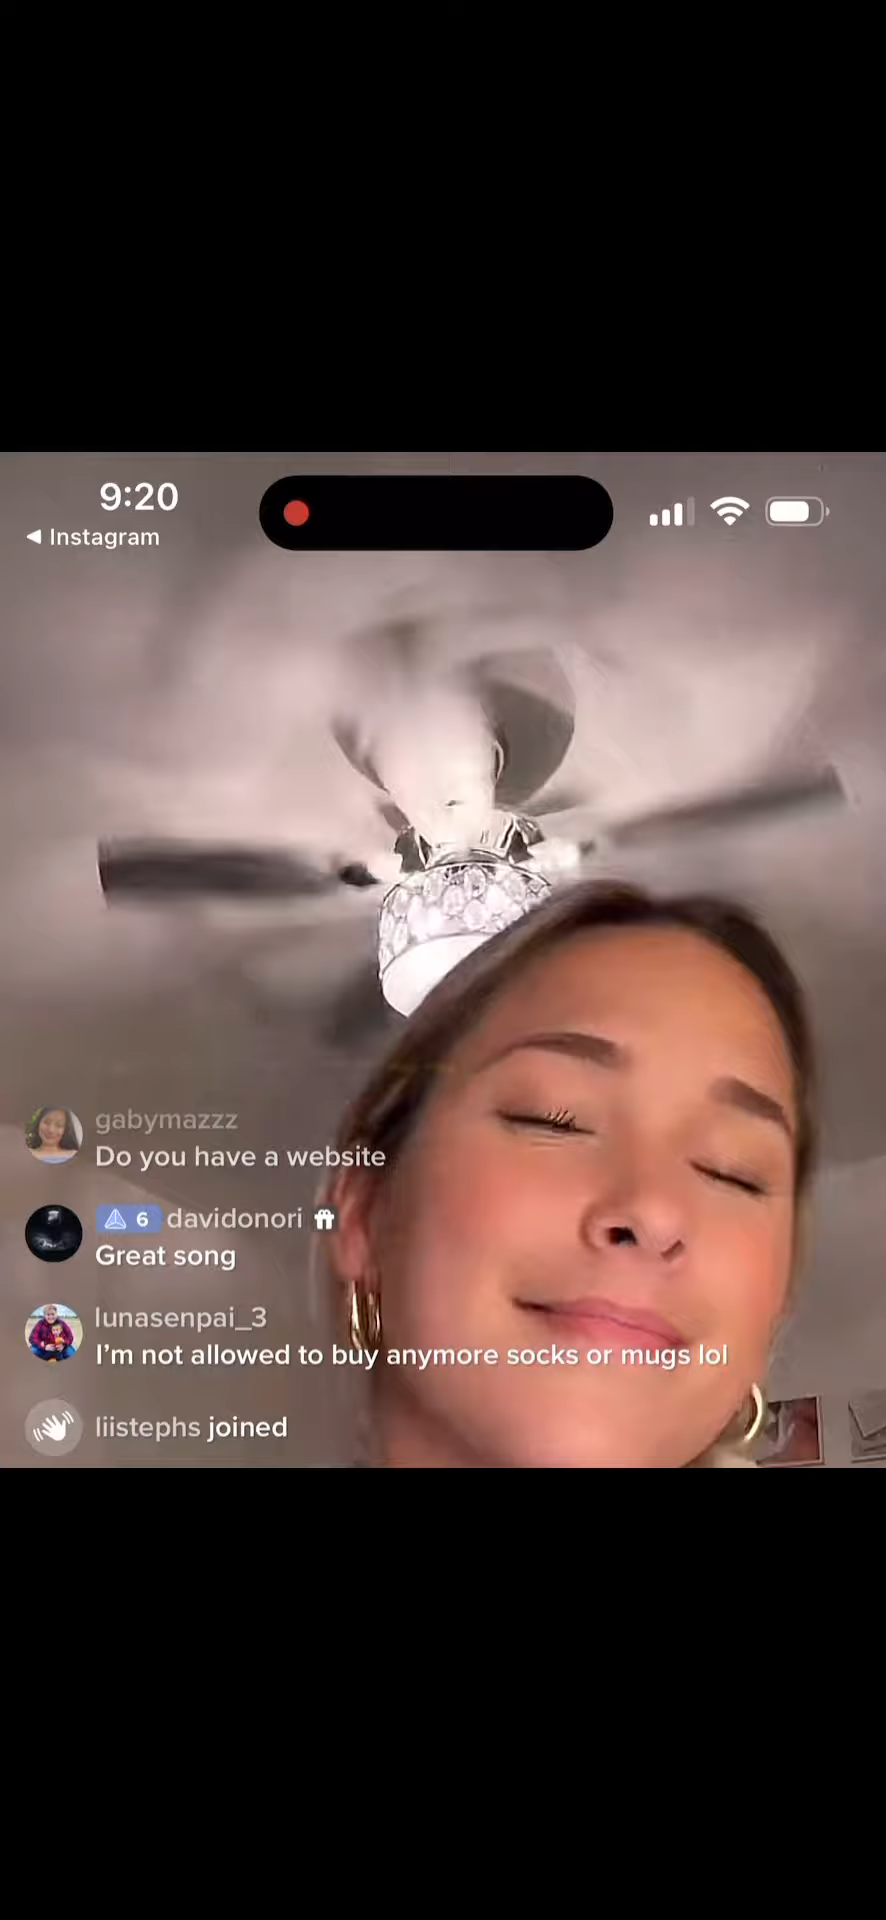 9:20
Instagram
gabymazzz
Do you have a website
6 davidonori
Great song
lunasenpai_3
I'm not allowed to buy anymore socks or mugs lol
liistephs joined